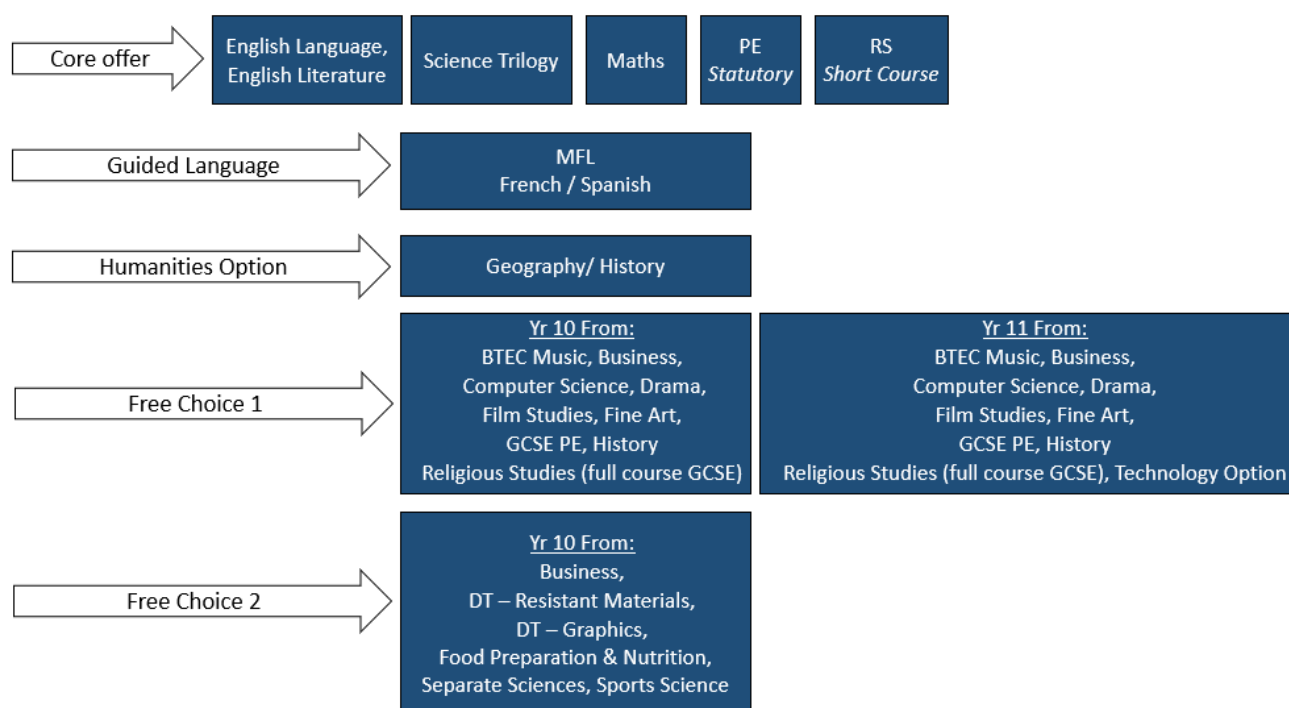 Core offer
English Language,
English Literature
Science Trilogy
Maths
PE
Statutory
RS
Short Course
Guided Language
MFL
French / Spanish
Humanities Option
Geography/ History
Free Choice 1
Yr 10 From:
BTEC Music, Business,
Computer Science, Drama,
Film Studies, Fine Art,
GCSE PE, History
Religious Studies (full course GCSE)
Yr 11 From:
BTEC Music, Business,
Computer Science, Drama,
Film Studies, Fine Art,
GCSE PE, History
Religious Studies (full course GCSE), Technology Option
Free Choice 2
Yr 10 From:
Business,
DT – Resistant Materials,
DT – Graphics,
Food Preparation & Nutrition,
Separate Sciences, Sports Science